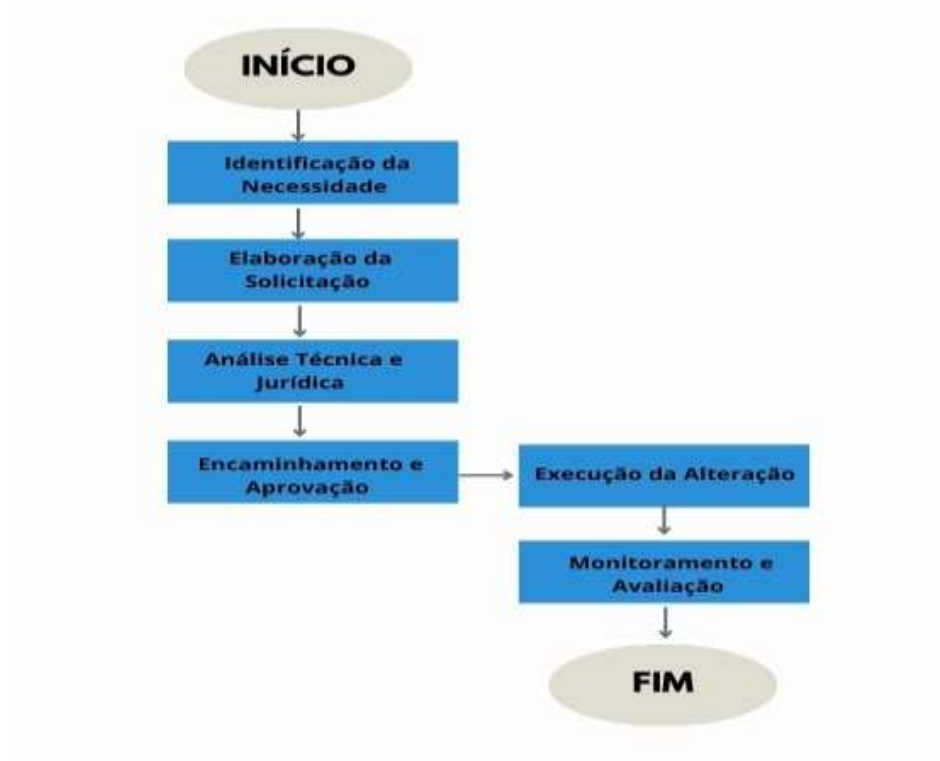 INÍCIO
Identificação da
Necessidade
Elaboração da
Solicitação
Análise Técnica e
Jurídica
Encaminhamento e
Aprovação
Execução da Alteração
Monitoramento e
Avaliação
FIM